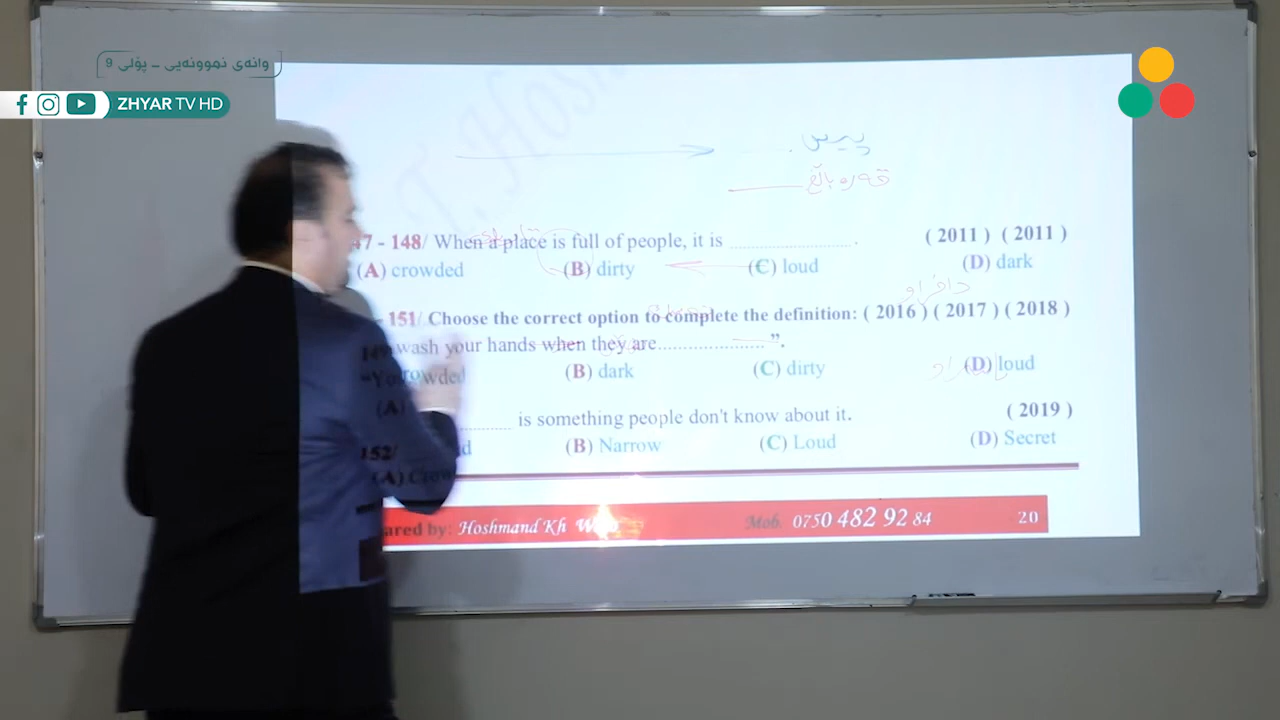 وانەی نموونەیی - پۆلی 9
ZHYAR TV HD
پیس
قەرەباڵغ
47 - 148/ When a place is full of people, it is .......................... . ( 2011 ) ( 2011 )
(A) crowded (B) dirty (C) loud (D) dark
- 151/ Choose the correct option to complete the definition: ( 2016 ) ( 2017 ) ( 2018 )
wash your hands when they are...................... ”.
(B) dark (C) dirty (D) loud
is something people don't know about it. ( 2019 )
152/
(B) Narrow (C) Loud (D) Secret
ared by: Hoshmand Kh Mob. 0750 482 92 84 20